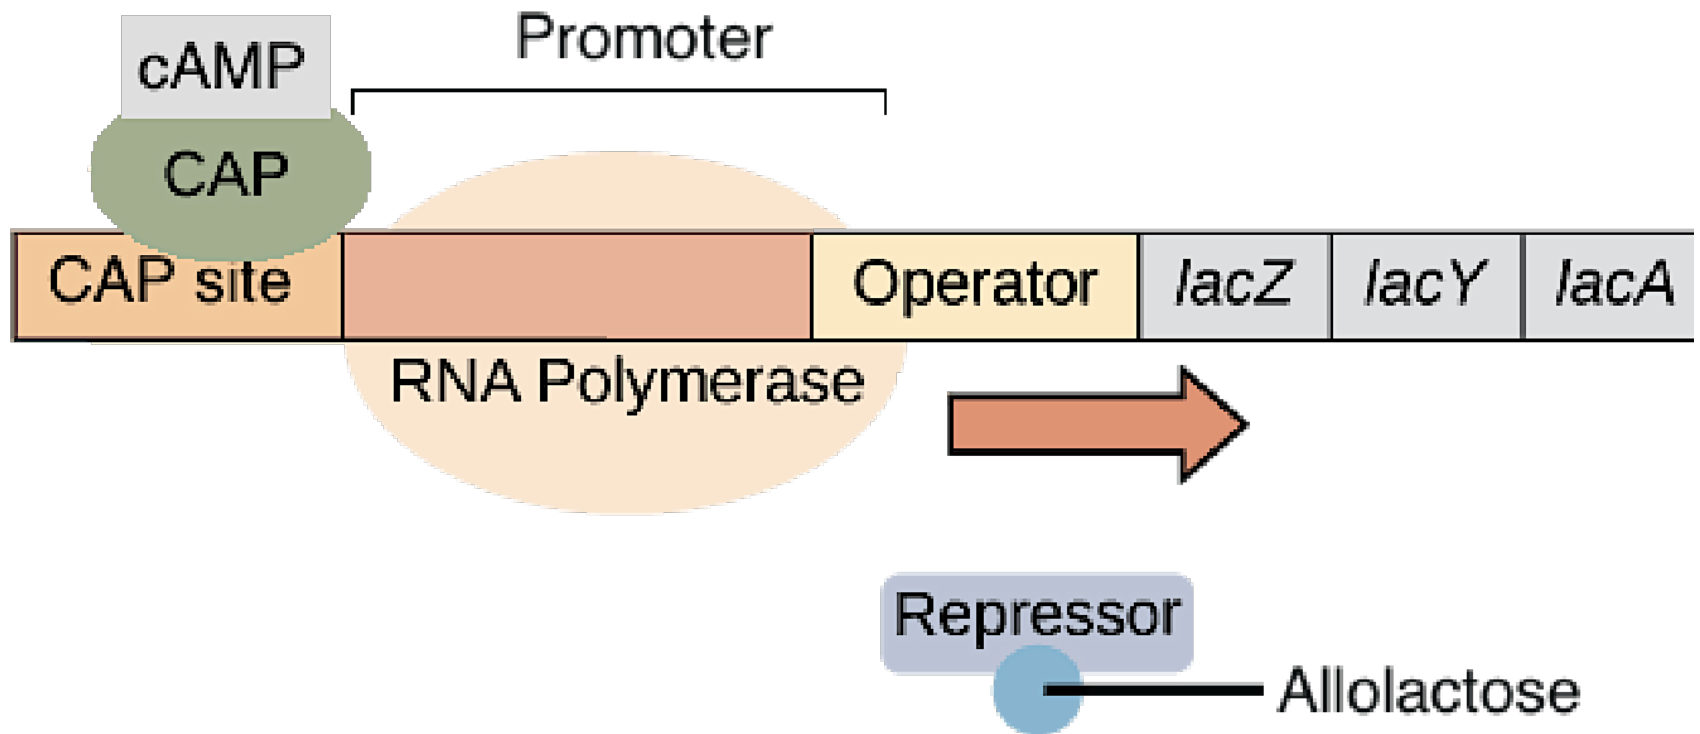 Promoter
cAMP
CAP
CAP site
Operator
lacZ
lacY
lacA
RNA Polymerase
Repressor
Allolactose